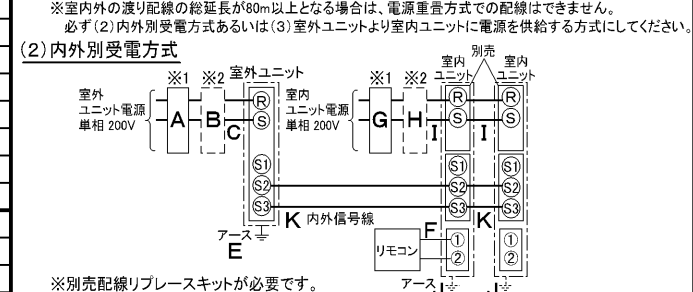 ※室内外の渡り配線の総延長が80m以上となる場合は、電源重畳方式での配線はできません。
必ず(2)内外別受電方式あるいは(3)室外ユニットより室内ユニットに電源を供給する方式にしてください。
(2)内外別受電方式
別売
※1 ※2 室外ユニット ※1 ※2 室内ユニット 室内ユニット
室外
ユニット電源
単相 200V
A B C
R
S
S1
S2
S3
室内
ユニット電源
単相 200V
G H I I
R
S
S1
S2
S3
R
S
S1
S2
S3
K 内外信号線 K
アース
E
F
リモコン
①
②
①
②
アース J J
※別売配線リプレースキットが必要です。